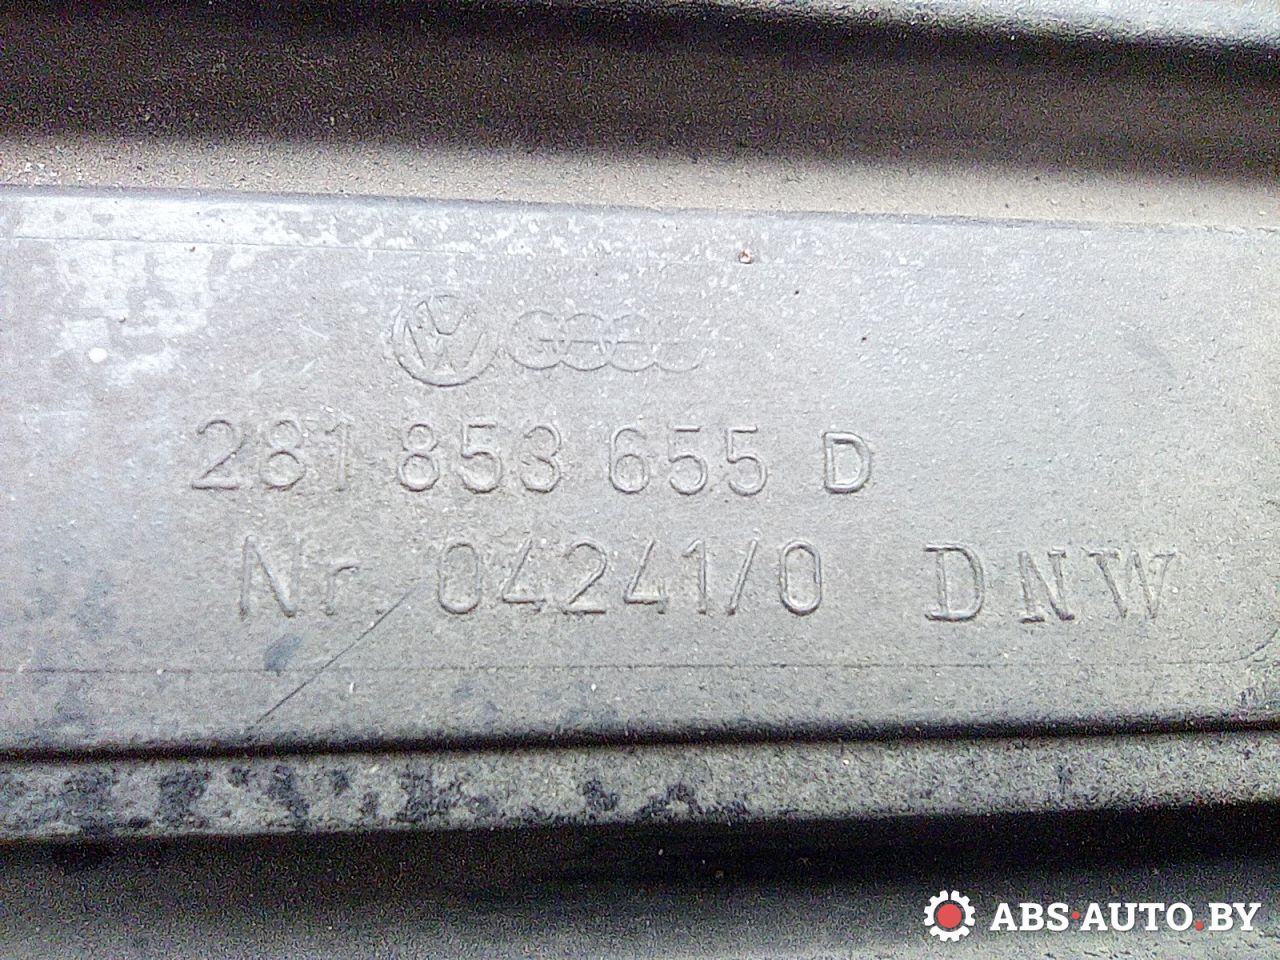 281 853 655 D
Nr. 04241/0 DNW
ABS·AUTO.BY